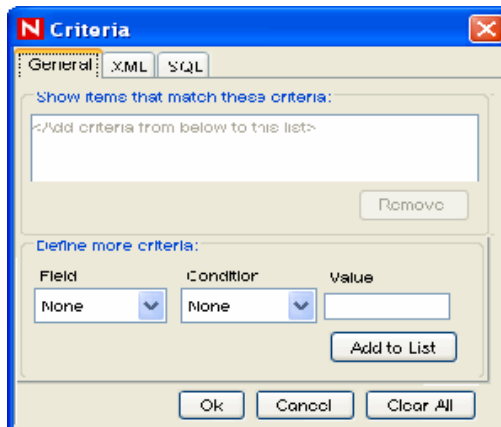 N Criteria
General XML SQL
Show items that match these criteria:
<Add criteria from below to this list>
Remove
Define more criteria:
Field Condition Value
None None
Add to List
Ok Cancel Clear All